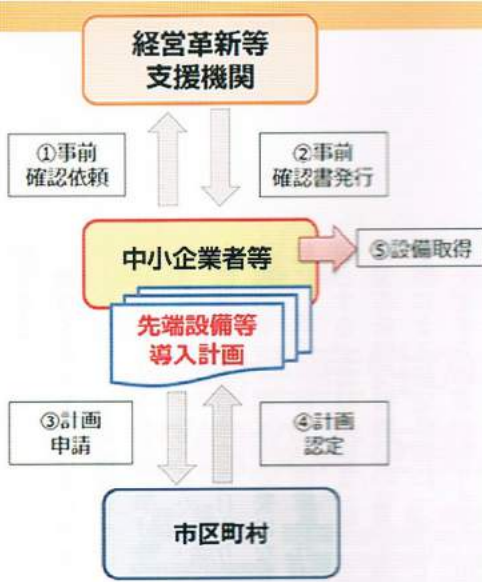 経営革新等
支援機関
①事前
確認依頼
②事前
確認書発行
中小企業者等
⑤設備取得
先端設備等
導入計画
③計画
申請
④計画
認定
市区町村